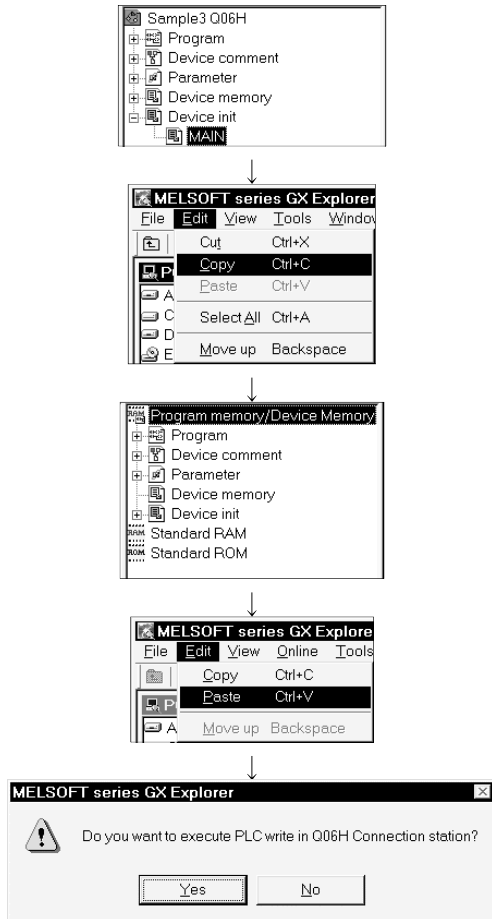 Sample3 Q06H
Program
Device comment
Parameter
Device memory
Device init
MAIN
MELSOFT series GX Explorer
File Edit View Tools
Cut Ctrl+X
Copy Ctrl+C
Paste Ctrl+V
Select All Ctrl+A
Move up Backspace
A
C
D
E
RAM Program memory/Device Memory
Program
Device comment
Parameter
Device memory
Device init
RAM Standard RAM
ROM Standard ROM
MELSOFT series GX Explore
File Edit View Online Tools
Copy Ctrl+C
Paste Ctrl+V
A Move up Backspace
MELSOFT series GX Explorer
Do you want to execute PLC write in Q06H Connection station?
Yes No